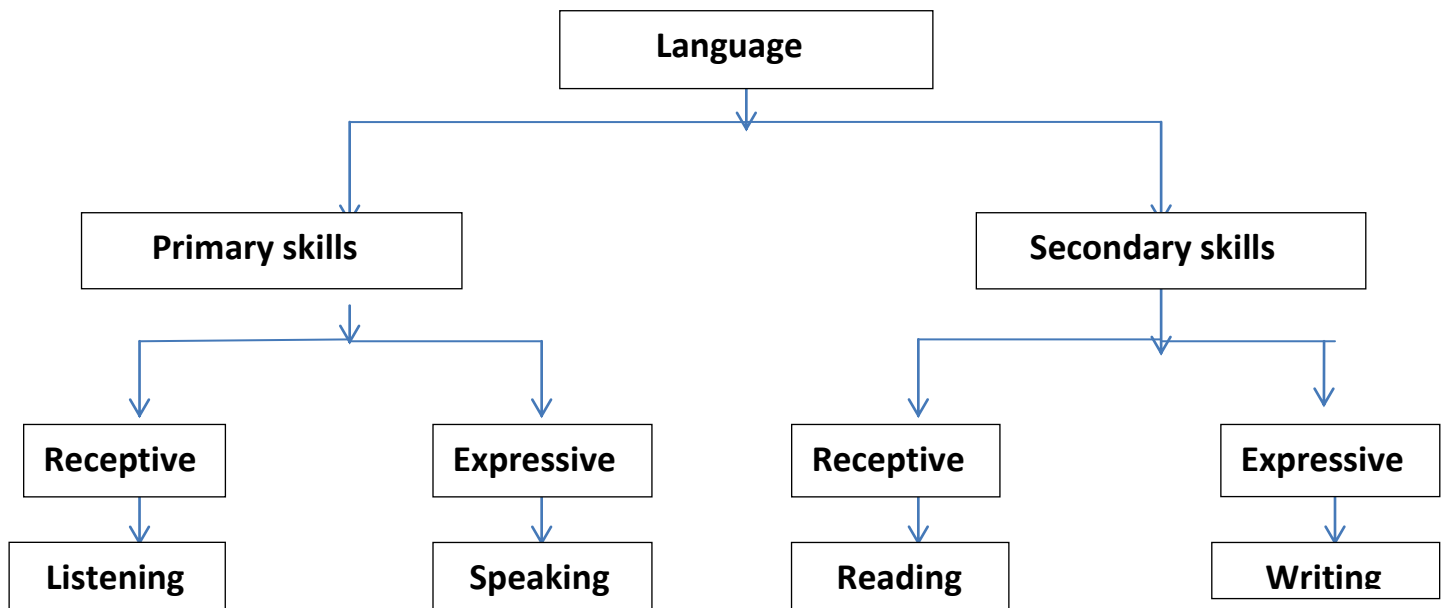 Language
Primary skills
Secondary skills
Receptive
Expressive
Receptive
Expressive
Listening
Speaking
Reading
Writing